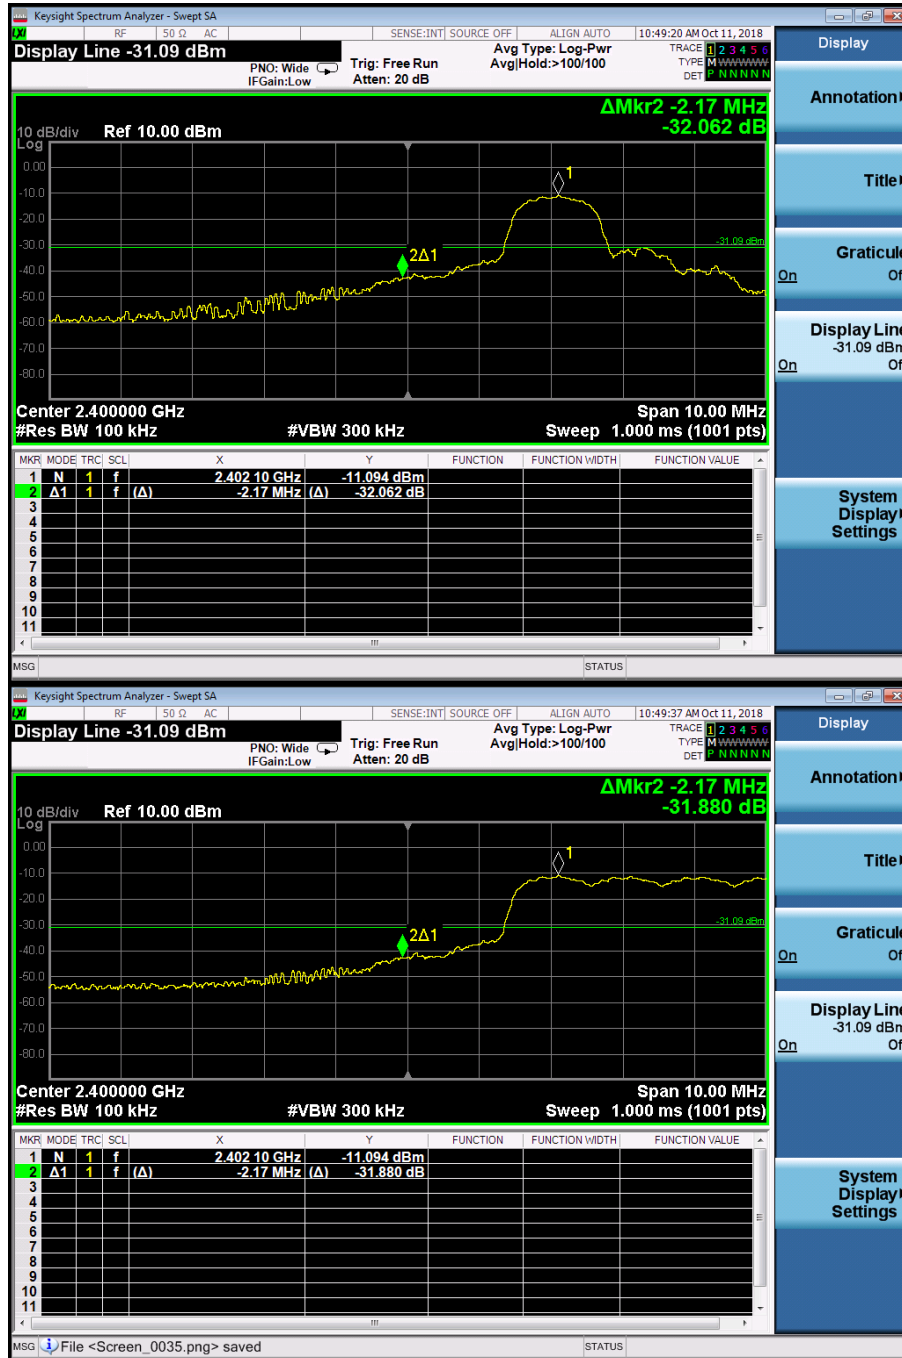 Keysight Spectrum Analyzer - Swept SA
LXI RF 50 Ω AC SENSE:INT SOURCE OFF ALIGN AUTO 10:49:20 AM Oct 11, 2018
Display Line -31.09 dBm
PNO: Wide
IFGain:Low
Trig: Free Run
Atten: 20 dB
Avg Type: Log-Pwr
Avg|Hold:>100/100
TRACE 1 2 3 4 5 6
TYPE M WWWWW
DET P N N N N N
ΔMkr2 -2.17 MHz
-32.062 dB
10 dB/div Ref 10.00 dBm
Log
0.00
-10.0
-20.0
-30.0
-40.0
-50.0
-60.0
-70.0
-80.0
1
2Δ1
-31.09 dBm
Center 2.400000 GHz Span 10.00 MHz
#Res BW 100 kHz #VBW 300 kHz Sweep 1.000 ms (1001 pts)
MKR MODE TRC SCL X Y FUNCTION FUNCTION WIDTH FUNCTION VALUE
1 N 1 f 2.402 10 GHz -11.094 dBm
2 Δ1 1 f (Δ) -2.17 MHz (Δ) -32.062 dB
3
4
5
6
7
8
9
10
11
MSG STATUS
Display
Annotation
Title
Graticule
On Of
Display Line
-31.09 dBm
On Of
System
Display
Settings
Keysight Spectrum Analyzer - Swept SA
LXI RF 50 Ω AC SENSE:INT SOURCE OFF ALIGN AUTO 10:49:37 AM Oct 11, 2018
Display Line -31.09 dBm
PNO: Wide
IFGain:Low
Trig: Free Run
Atten: 20 dB
Avg Type: Log-Pwr
Avg|Hold:>100/100
TRACE 1 2 3 4 5 6
TYPE M WWWWW
DET P N N N N N
ΔMkr2 -2.17 MHz
-31.880 dB
10 dB/div Ref 10.00 dBm
Log
0.00
-10.0
-20.0
-30.0
-40.0
-50.0
-60.0
-70.0
-80.0
1
2Δ1
-31.09 dBm
Center 2.400000 GHz Span 10.00 MHz
#Res BW 100 kHz #VBW 300 kHz Sweep 1.000 ms (1001 pts)
MKR MODE TRC SCL X Y FUNCTION FUNCTION WIDTH FUNCTION VALUE
1 N 1 f 2.402 10 GHz -11.094 dBm
2 Δ1 1 f (Δ) -2.17 MHz (Δ) -31.880 dB
3
4
5
6
7
8
9
10
11
MSG File <Screen_0035.png> saved STATUS
Display
Annotation
Title
Graticule
On Of
Display Line
-31.09 dBm
On Of
System
Display
Settings